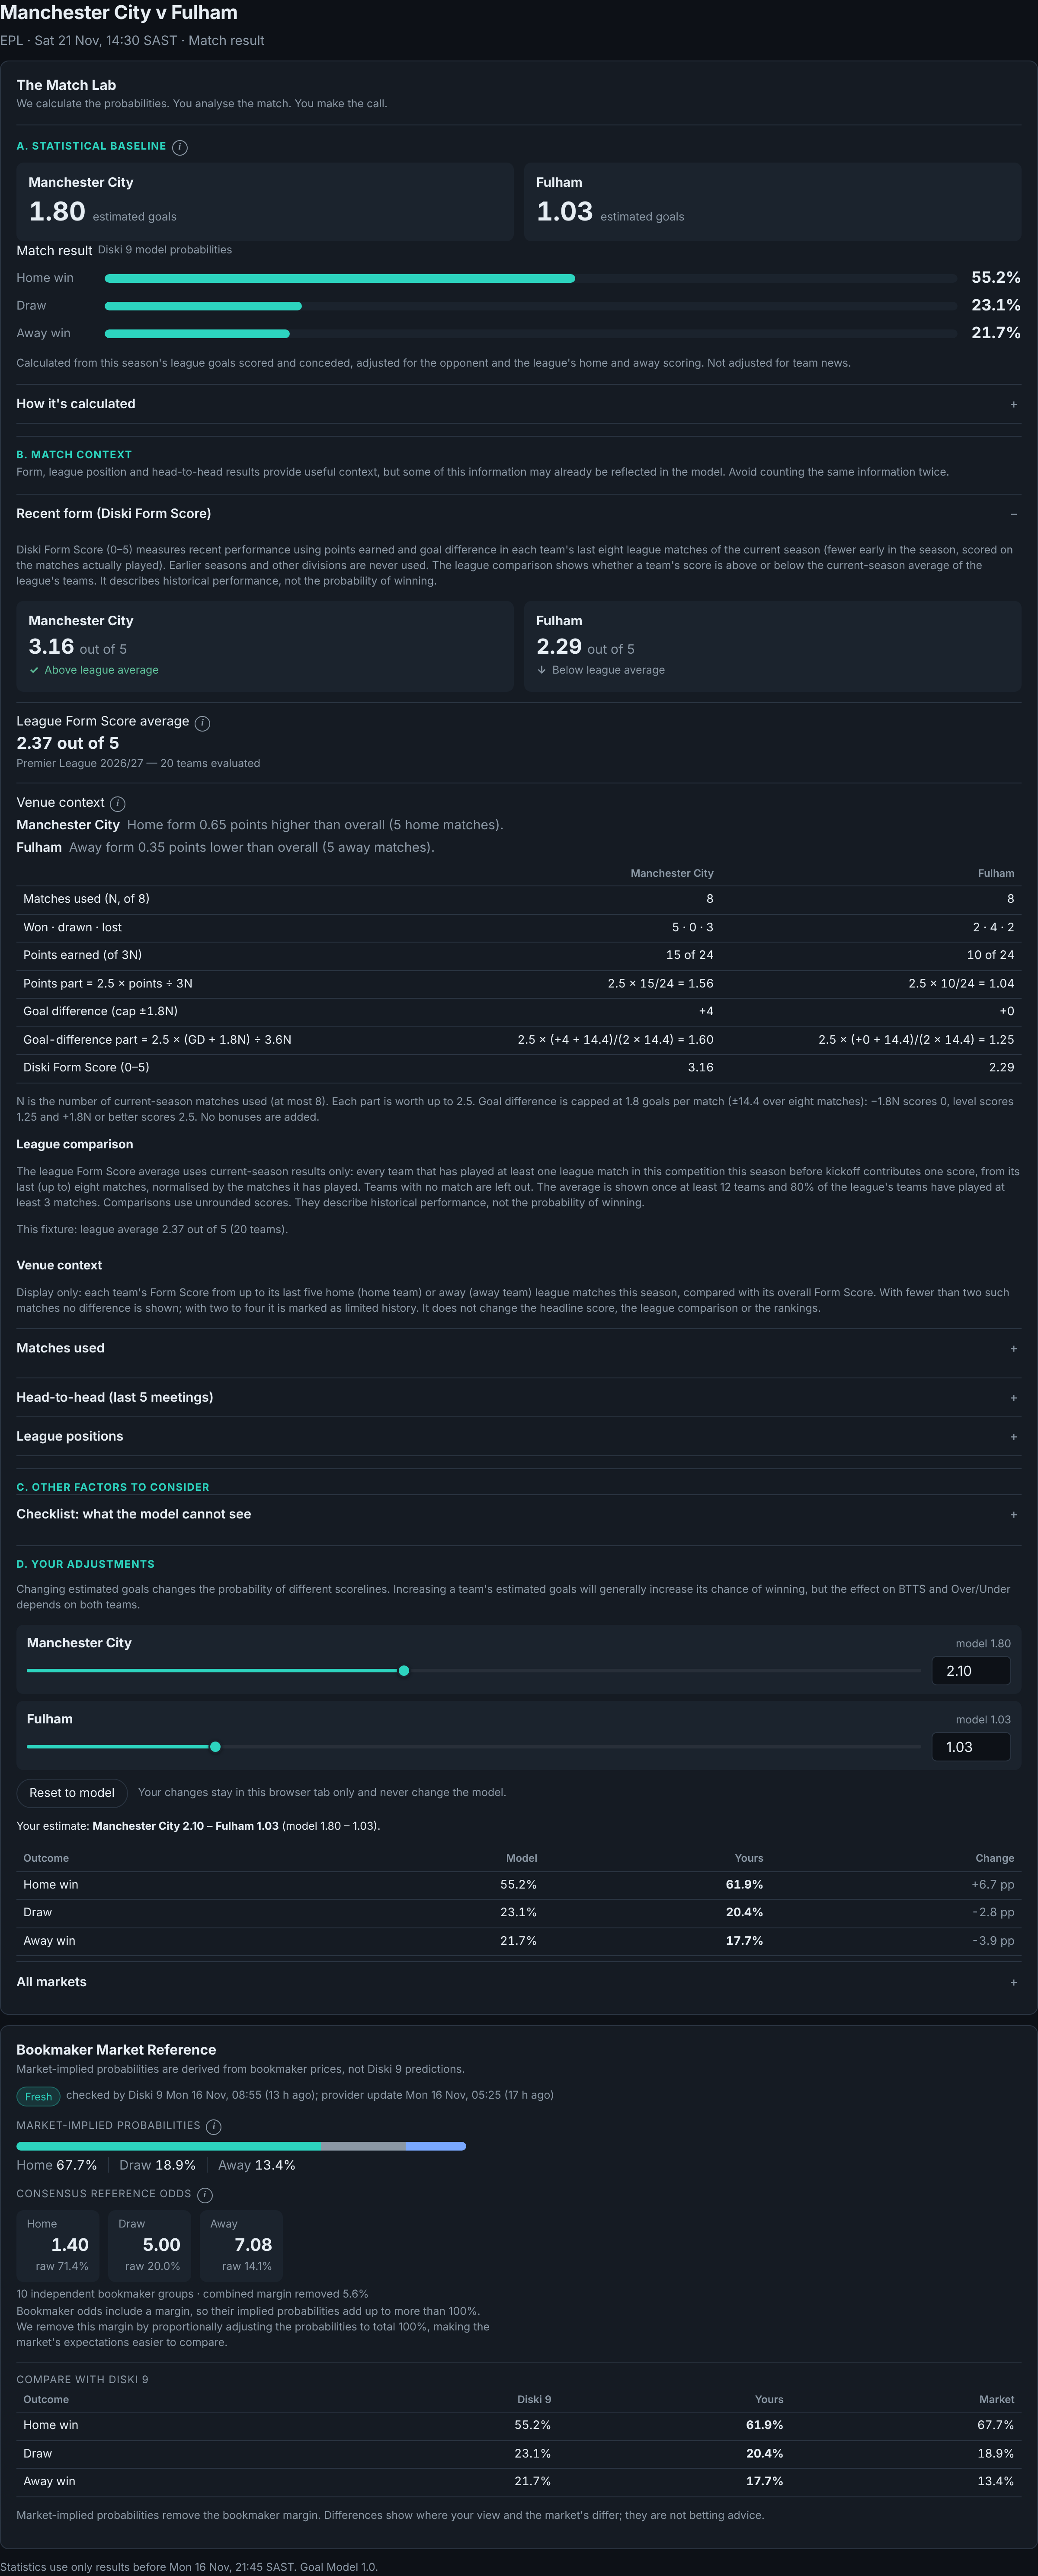 Manchester City v Fulham
EPL · Sat 21 Nov, 14:30 SAST · Match result
The Match Lab
We calculate the probabilities. You analyse the match. You make the call.
A. STATISTICAL BASELINE i
Manchester City
1.80 estimated goals
Fulham
1.03 estimated goals
Match result Diski 9 model probabilities
Home win 55.2%
Draw 23.1%
Away win 21.7%
Calculated from this season's league goals scored and conceded, adjusted for the opponent and the league's home and away scoring. Not adjusted for team news.
How it's calculated +
B. MATCH CONTEXT
Form, league position and head-to-head results provide useful context, but some of this information may already be reflected in the model. Avoid counting the same information twice.
Recent form (Diski Form Score) −
Diski Form Score (0–5) measures recent performance using points earned and goal difference in each team's last eight league matches of the current season (fewer early in the season, scored on
the matches actually played). Earlier seasons and other divisions are never used. The league comparison shows whether a team's score is above or below the current-season average of the
league's teams. It describes historical performance, not the probability of winning.
Manchester City
3.16 out of 5
✓ Above league average
Fulham
2.29 out of 5
↓ Below league average
League Form Score average i
2.37 out of 5
Premier League 2026/27 — 20 teams evaluated
Venue context i
Manchester City Home form 0.65 points higher than overall (5 home matches).
Fulham Away form 0.35 points lower than overall (5 away matches).
Manchester City Fulham
Matches used (N, of 8) 8 8
Won · drawn · lost 5 · 0 · 3 2 · 4 · 2
Points earned (of 3N) 15 of 24 10 of 24
Points part = 2.5 × points ÷ 3N 2.5 × 15/24 = 1.56 2.5 × 10/24 = 1.04
Goal difference (cap ±1.8N) +4 +0
Goal-difference part = 2.5 × (GD + 1.8N) ÷ 3.6N 2.5 × (+4 + 14.4)/(2 × 14.4) = 1.60 2.5 × (+0 + 14.4)/(2 × 14.4) = 1.25
Diski Form Score (0–5) 3.16 2.29
N is the number of current-season matches used (at most 8). Each part is worth up to 2.5. Goal difference is capped at 1.8 goals per match (±14.4 over eight matches): −1.8N scores 0, level scores
1.25 and +1.8N or better scores 2.5. No bonuses are added.
League comparison
The league Form Score average uses current-season results only: every team that has played at least one league match in this competition this season before kickoff contributes one score, from its
last (up to) eight matches, normalised by the matches it has played. Teams with no match are left out. The average is shown once at least 12 teams and 80% of the league's teams have played at
least 3 matches. Comparisons use unrounded scores. They describe historical performance, not the probability of winning.
This fixture: league average 2.37 out of 5 (20 teams).
Venue context
Display only: each team's Form Score from up to its last five home (home team) or away (away team) league matches this season, compared with its overall Form Score. With fewer than two such
matches no difference is shown; with two to four it is marked as limited history. It does not change the headline score, the league comparison or the rankings.
Matches used +
Head-to-head (last 5 meetings) +
League positions +
C. OTHER FACTORS TO CONSIDER
Checklist: what the model cannot see +
D. YOUR ADJUSTMENTS
Changing estimated goals changes the probability of different scorelines. Increasing a team's estimated goals will generally increase its chance of winning, but the effect on BTTS and Over/Under
depends on both teams.
Manchester City model 1.80
2.10
Fulham model 1.03
1.03
Reset to model Your changes stay in this browser tab only and never change the model.
Your estimate: Manchester City 2.10 – Fulham 1.03 (model 1.80 – 1.03).
Outcome Model Yours Change
Home win 55.2% 61.9% +6.7 pp
Draw 23.1% 20.4% -2.8 pp
Away win 21.7% 17.7% -3.9 pp
All markets +
Bookmaker Market Reference
Market-implied probabilities are derived from bookmaker prices, not Diski 9 predictions.
Fresh checked by Diski 9 Mon 16 Nov, 08:55 (13 h ago); provider update Mon 16 Nov, 05:25 (17 h ago)
MARKET-IMPLIED PROBABILITIES i
Home 67.7% | Draw 18.9% | Away 13.4%
CONSENSUS REFERENCE ODDS i
Home Draw Away
1.40 5.00 7.08
raw 71.4% raw 20.0% raw 14.1%
10 independent bookmaker groups · combined margin removed 5.6%
Bookmaker odds include a margin, so their implied probabilities add up to more than 100%.
We remove this margin by proportionally adjusting the probabilities to total 100%, making the
market's expectations easier to compare.
COMPARE WITH DISKI 9
Outcome Diski 9 Yours Market
Home win 55.2% 61.9% 67.7%
Draw 23.1% 20.4% 18.9%
Away win 21.7% 17.7% 13.4%
Market-implied probabilities remove the bookmaker margin. Differences show where your view and the market's differ; they are not betting advice.
Statistics use only results before Mon 16 Nov, 21:45 SAST. Goal Model 1.0.